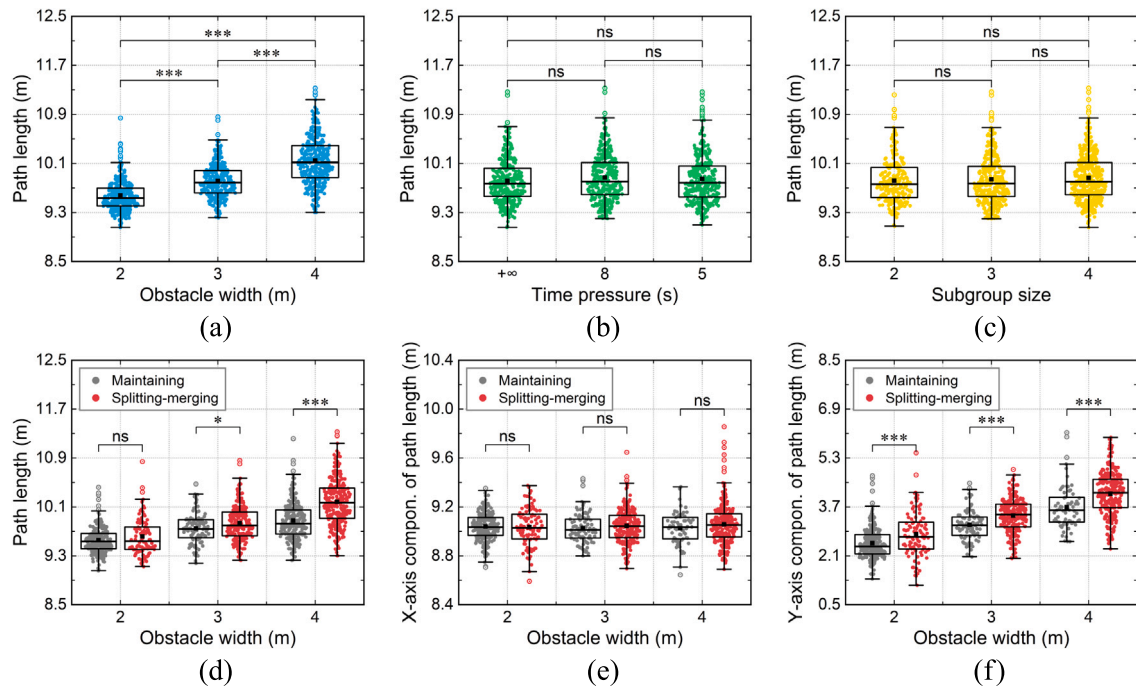 12.5
11.7
10.9
10.1
9.3
8.5
Path length (m)
***
***
***
2 3 4
Obstacle width (m)
(a)
12.5
11.7
10.9
10.1
9.3
8.5
Path length (m)
ns
ns
ns
+∞ 8 5
Time pressure (s)
(b)
12.5
11.7
10.9
10.1
9.3
8.5
Path length (m)
ns
ns
ns
2 3 4
Subgroup size
(c)
12.5
11.7
10.9
10.1
9.3
8.5
Path length (m)
Maintaining
Splitting-merging
ns
*
***
2 3 4
Obstacle width (m)
(d)
10.4
10.0
9.6
9.2
8.8
8.4
X-axis compon. of path length (m)
Maintaining
Splitting-merging
ns
ns
ns
2 3 4
Obstacle width (m)
(e)
8.5
6.9
5.3
3.7
2.1
0.5
Y-axis compon. of path length (m)
Maintaining
Splitting-merging
***
***
***
2 3 4
Obstacle width (m)
(f)